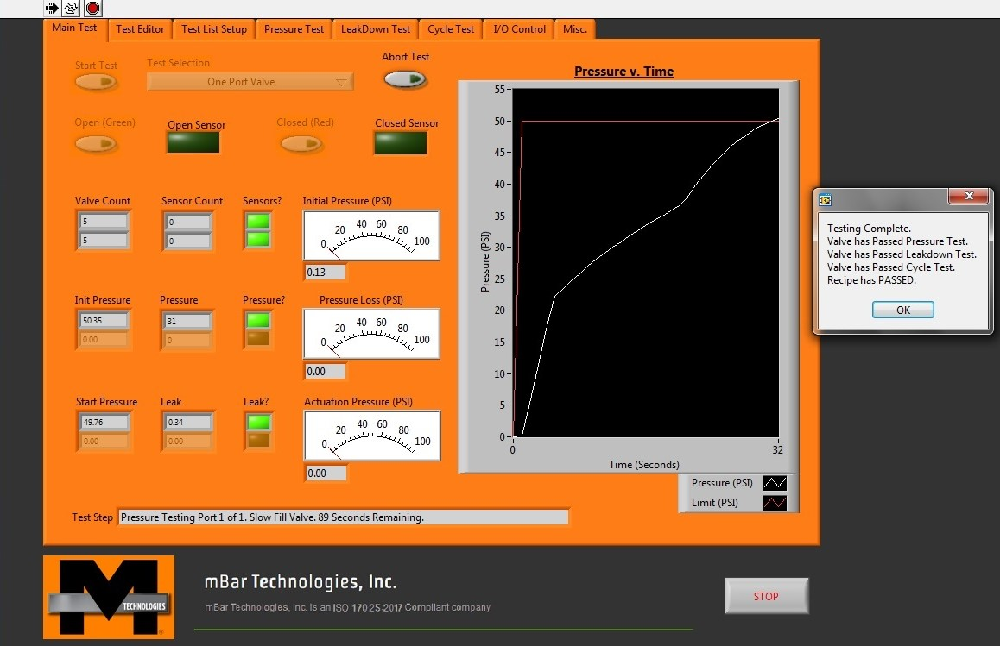 Main Test
Test Editor
Test List Setup
Pressure Test
LeakDown Test
Cycle Test
I/O Control
Misc.
Start Test
Test Selection
One Port Valve
Abort Test
Open (Green)
Open Sensor
Closed (Red)
Closed Sensor
Valve Count
5
5
Sensor Count
0
0
Sensors?
Initial Pressure (PSI)
0 20 40 60 80 100
0.13
Init Pressure
50.35
0.00
Pressure
31
0
Pressure?
Pressure Loss (PSI)
0 20 40 60 80 100
0.00
Start Pressure
49.76
0.00
Leak
0.34
0.00
Leak?
Actuation Pressure (PSI)
0 20 40 60 80 100
0.00
Test Step
Pressure Testing Port 1 of 1. Slow Fill Valve. 89 Seconds Remaining.
Pressure v. Time
Pressure (PSI)
55
50
45
40
35
30
25
20
15
10
5
0
0 32
Time (Seconds)
Pressure (PSI)
Limit (PSI)
Testing Complete.
Valve has Passed Pressure Test.
Valve has Passed Leakdown Test.
Valve has Passed Cycle Test.
Recipe has PASSED.
OK
M
TECHNOLOGIES
mBar Technologies, Inc.
mBar Technologies, Inc. is an ISO 17025:2017 Compliant company
STOP